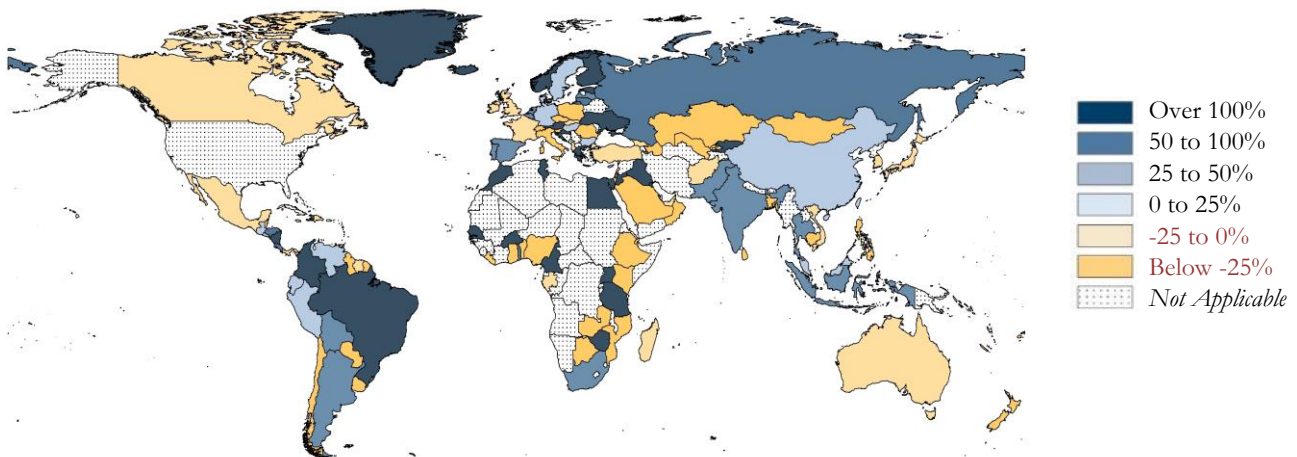 Over 100%
50 to 100%
25 to 50%
0 to 25%
-25 to 0%
Below -25%
Not Applicable